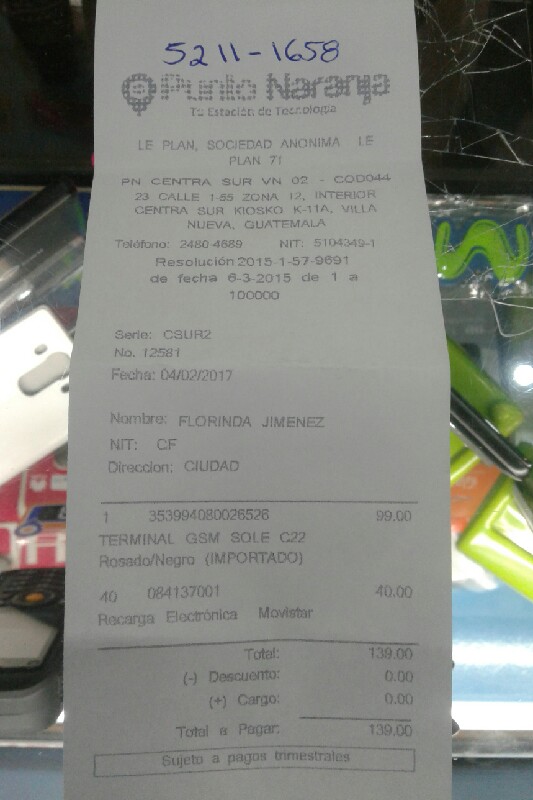 5211-1658
Punto Naranja
Tu Estación de Tecnología
LE PLAN, SOCIEDAD ANONIMA LE
PLAN 71
PN CENTRA SUR VN 02 - COD044
23 CALLE 1-55 ZONA 12, INTERIOR
CENTRA SUR KIOSKO K-11A, VILLA
NUEVA, GUATEMALA
Teléfono: 2480-4689 NIT: 5104349-1
Resolución 2015-1-57-9691
de fecha 6-3-2015 de 1 a
100000
Serie: CSUR2
No. 12581
Fecha: 04/02/2017
Nombre: FLORINDA JIMENEZ
NIT: CF
Direccion: CIUDAD
1 353994080026526 99.00
TERMINAL GSM SOLE C22
Rosado/Negro (IMPORTADO)
40 084137001 40.00
Recarga Electrónica Movistar
Total: 139.00
(-) Descuento: 0.00
(+) Cargo: 0.00
Total a Pagar: 139.00
Sujeto a pagos trimestrales